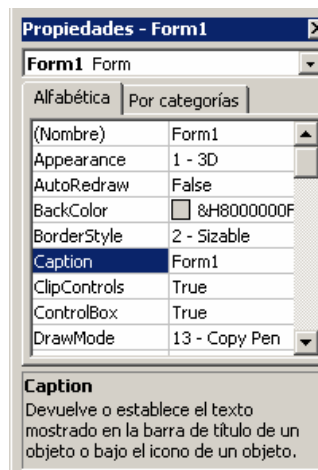 Propiedades - Form1
Form1 Form
Alfabética Por categorías
(Nombre) Form1
Appearance 1 - 3D
AutoRedraw False
BackColor &H8000000F
BorderStyle 2 - Sizable
Caption Form1
ClipControls True
ControlBox True
DrawMode 13 - Copy Pen
Caption
Devuelve o establece el texto
mostrado en la barra de título de un
objeto o bajo el icono de un objeto.